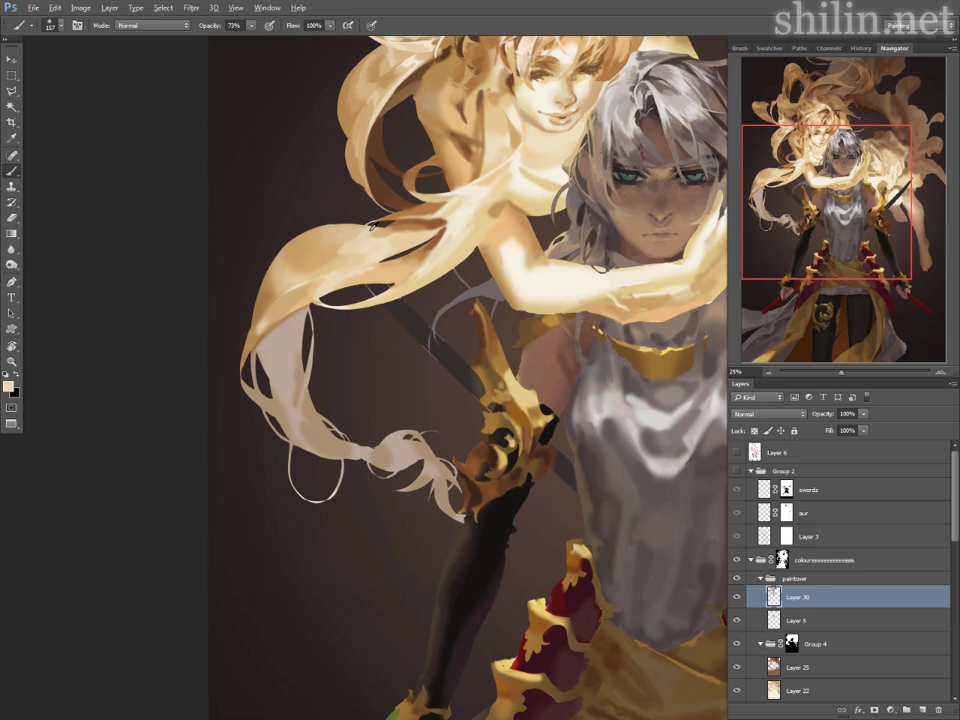 Ps File Edit Image Layer Type Select Filter 3D View Window Help
shilin.net
157 Mode: Normal Opacity: 73% Flow: 100% Painting
Brush Swatches Paths Channels History Navigator
25%
Layers
Kind
Normal Opacity: 100%
Lock: Fill: 100%
Layer 6
Group 2
swords
aur
Layer 3
coloursssssssssssssss
paintover
Layer 30
Layer 5
Group 4
Layer 25
Layer 22